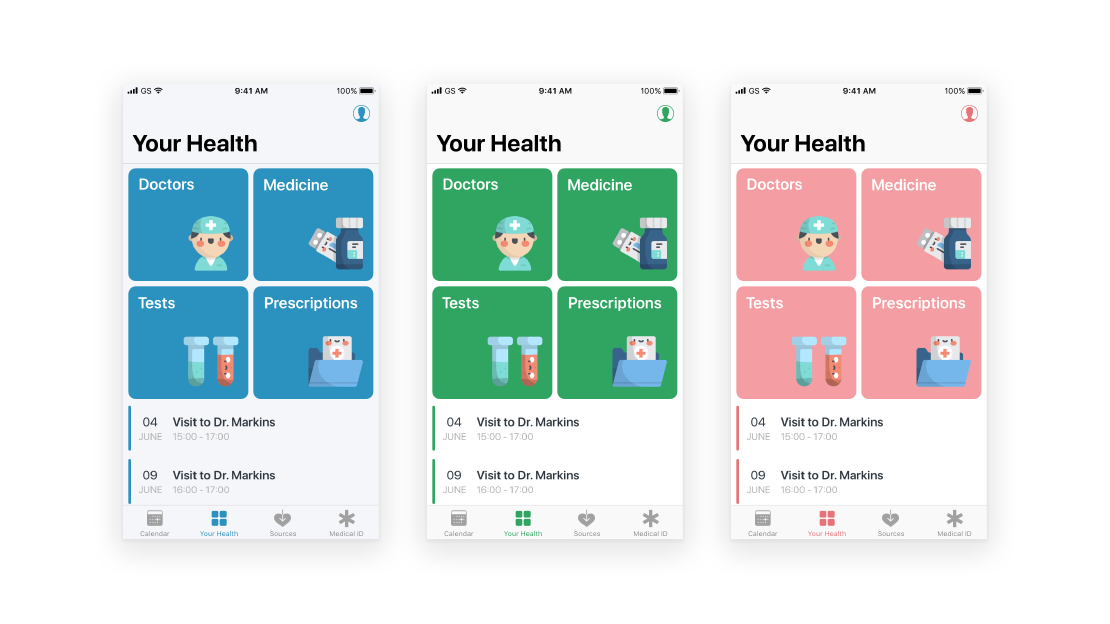 GS 9:41 AM 100%
Your Health
Doctors Medicine
Tests Prescriptions
04 Visit to Dr. Markins
JUNE 15:00 - 17:00
09 Visit to Dr. Markins
JUNE 16:00 - 17:00
Calendar Your Health Sources Medical ID
GS 9:41 AM 100%
Your Health
Doctors Medicine
Tests Prescriptions
04 Visit to Dr. Markins
JUNE 15:00 - 17:00
09 Visit to Dr. Markins
JUNE 16:00 - 17:00
Calendar Your Health Sources Medical ID
GS 9:41 AM 100%
Your Health
Doctors Medicine
Tests Prescriptions
04 Visit to Dr. Markins
JUNE 15:00 - 17:00
09 Visit to Dr. Markins
JUNE 16:00 - 17:00
Calendar Your Health Sources Medical ID